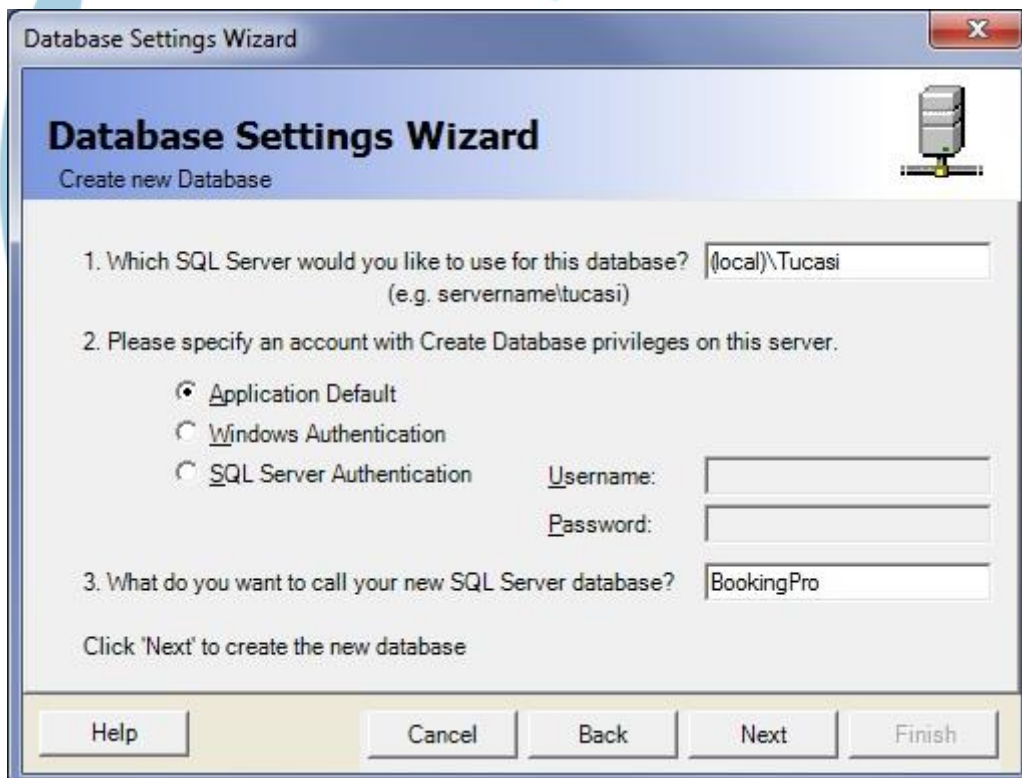 Database Settings Wizard
X
Database Settings Wizard
Create new Database
1. Which SQL Server would you like to use for this database? (local)\Tucasi
(e.g. servername\tucasi)
2. Please specify an account with Create Database privileges on this server.
Application Default
Windows Authentication
SQL Server Authentication Username:
Password:
3. What do you want to call your new SQL Server database? BookingPro
Click 'Next' to create the new database
Help Cancel Back Next Finish